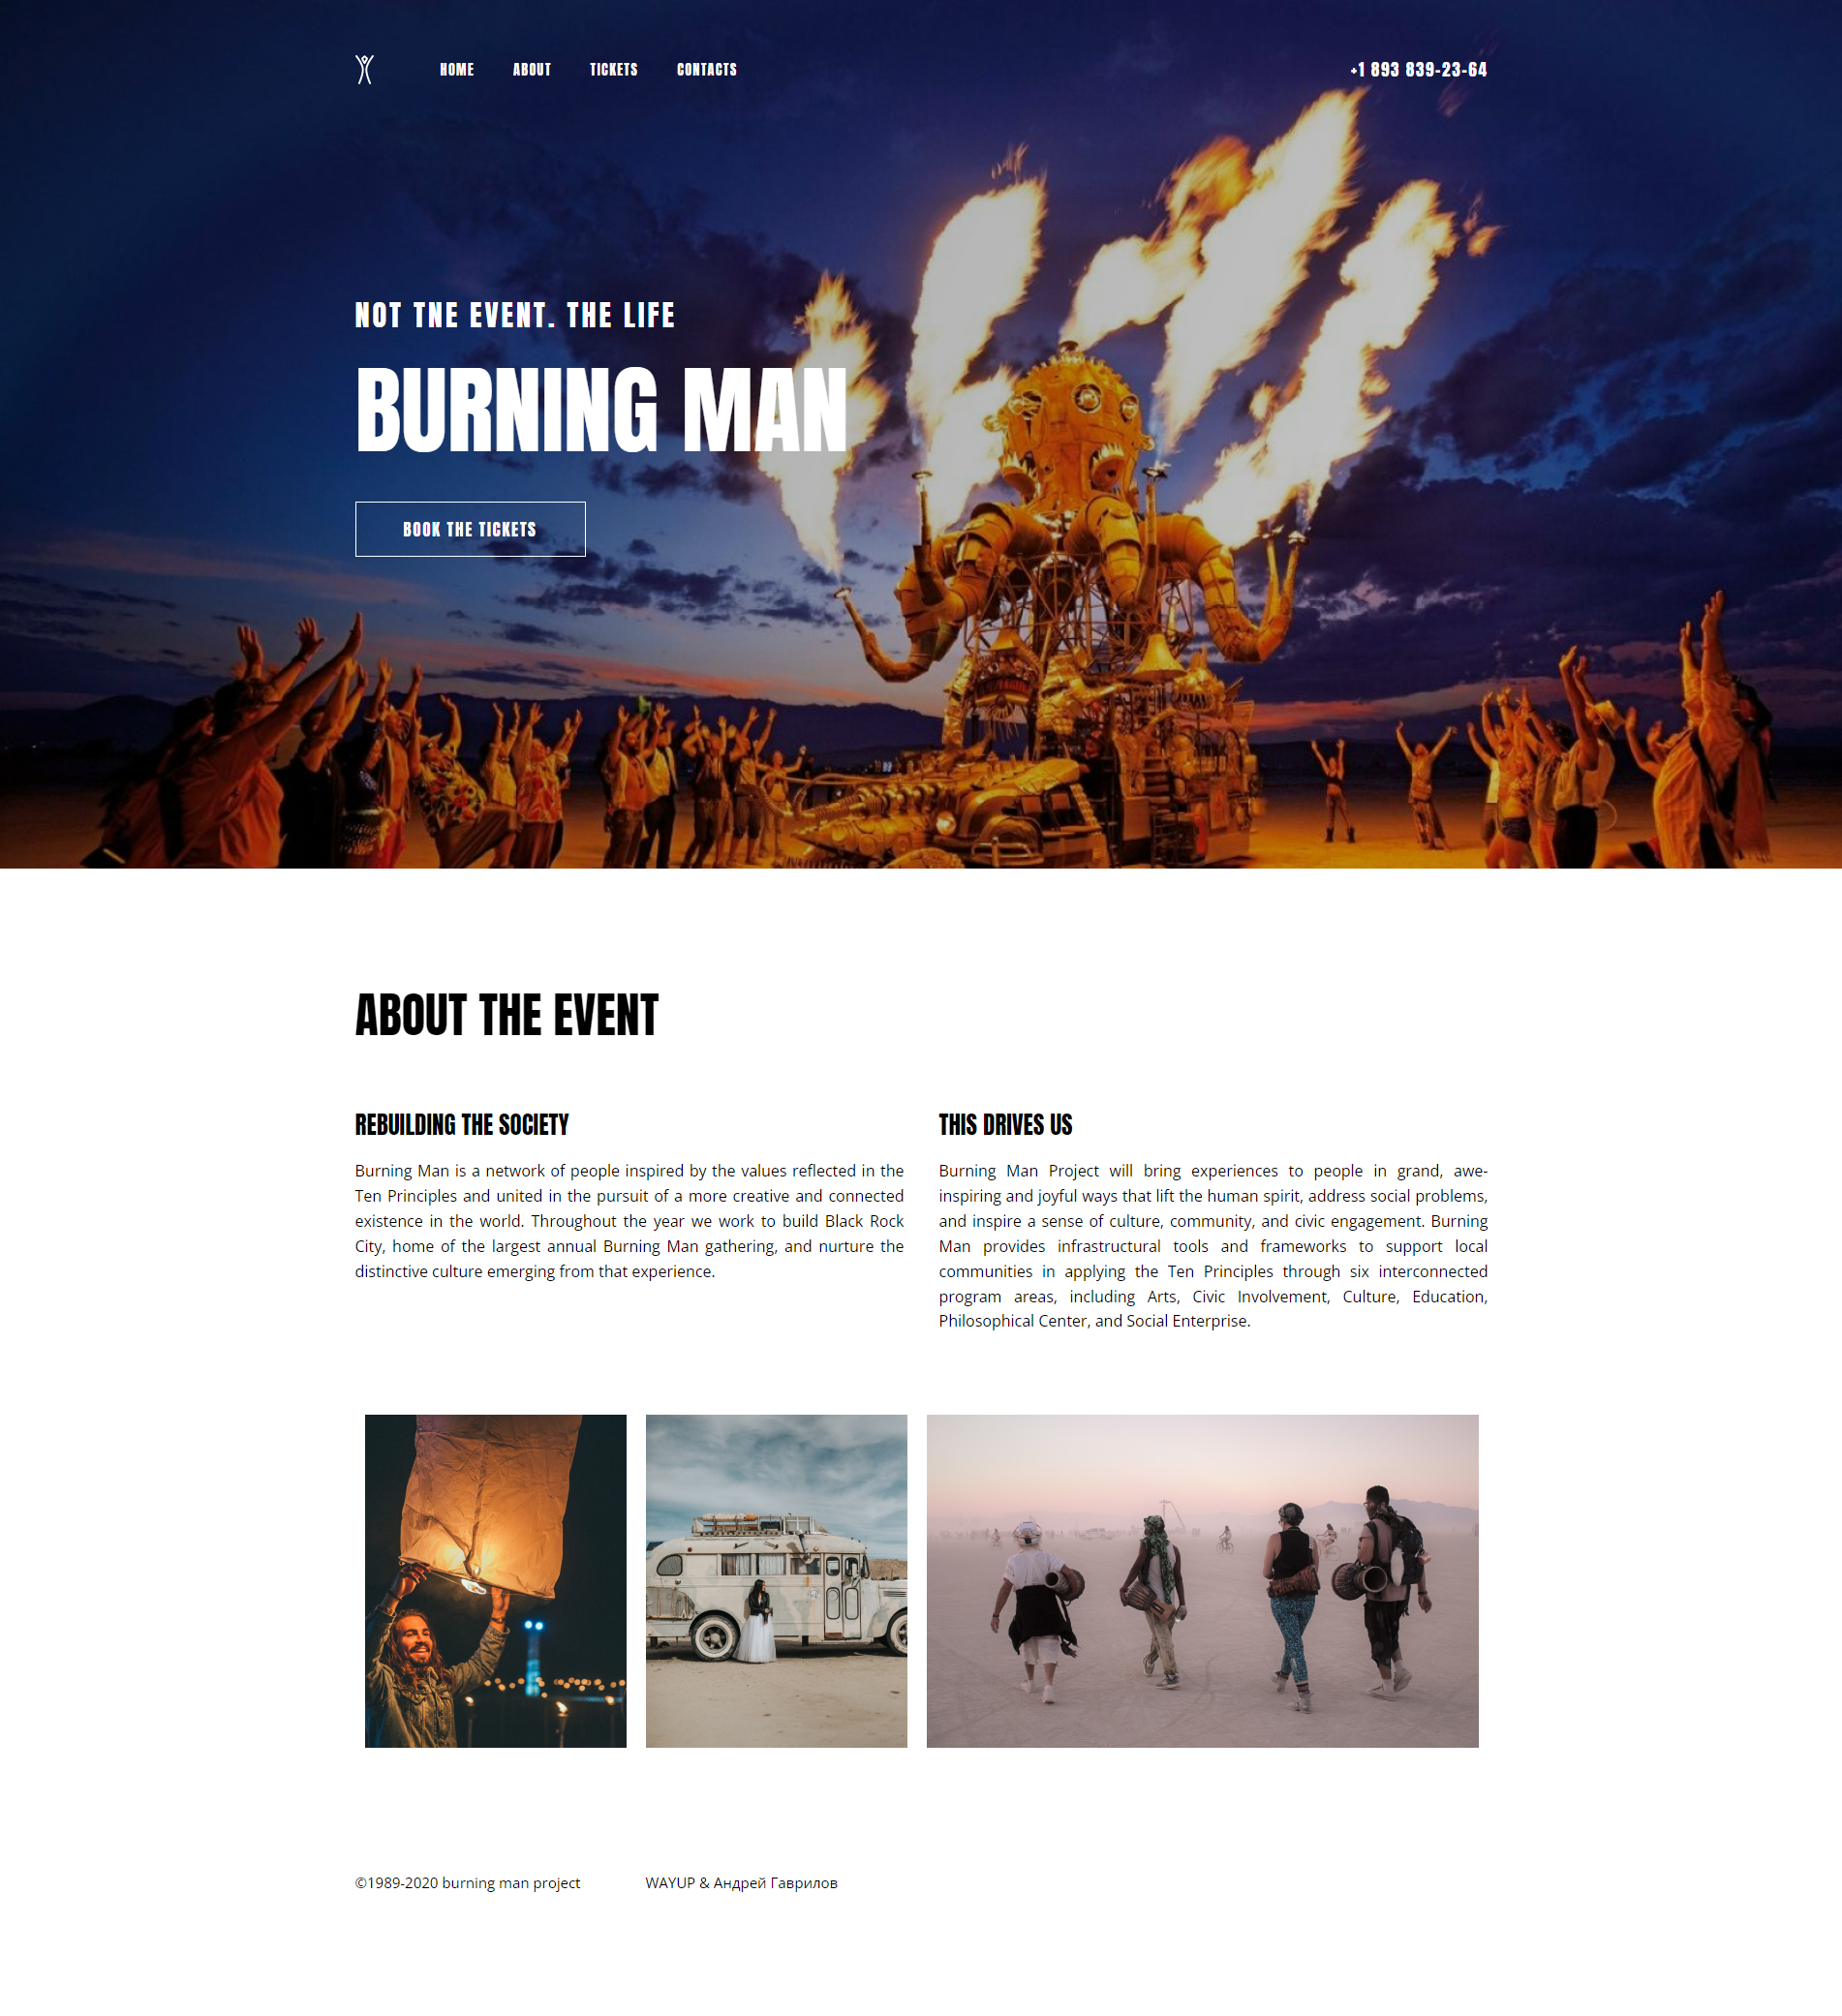 HOME ABOUT TICKETS CONTACTS +1 893 839-23-64
NOT TNE EVENT. THE LIFE
BURNING MAN
BOOK THE TICKETS
ABOUT THE EVENT
REBUILDING THE SOCIETY
Burning Man is a network of people inspired by the values reflected in the
Ten Principles and united in the pursuit of a more creative and connected
existence in the world. Throughout the year we work to build Black Rock
City, home of the largest annual Burning Man gathering, and nurture the
distinctive culture emerging from that experience.
THIS DRIVES US
Burning Man Project will bring experiences to people in grand, awe-
inspiring and joyful ways that lift the human spirit, address social problems,
and inspire a sense of culture, community, and civic engagement. Burning
Man provides infrastructural tools and frameworks to support local
communities in applying the Ten Principles through six interconnected
program areas, including Arts, Civic Involvement, Culture, Education,
Philosophical Center, and Social Enterprise.
©1989-2020 burning man project WAYUP & Андрей Гаврилов